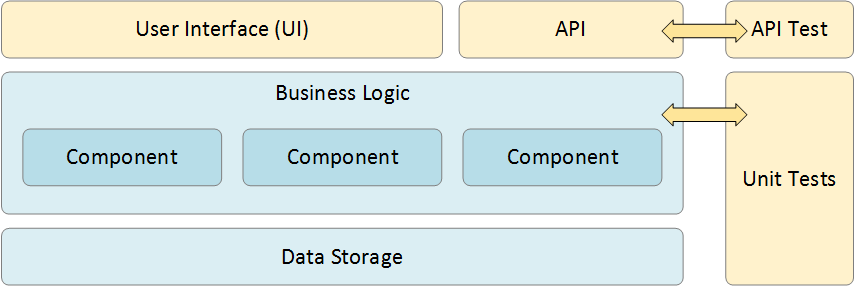 User Interface (UI)
API
API Test
Business Logic
Component
Component
Component
Unit Tests
Data Storage